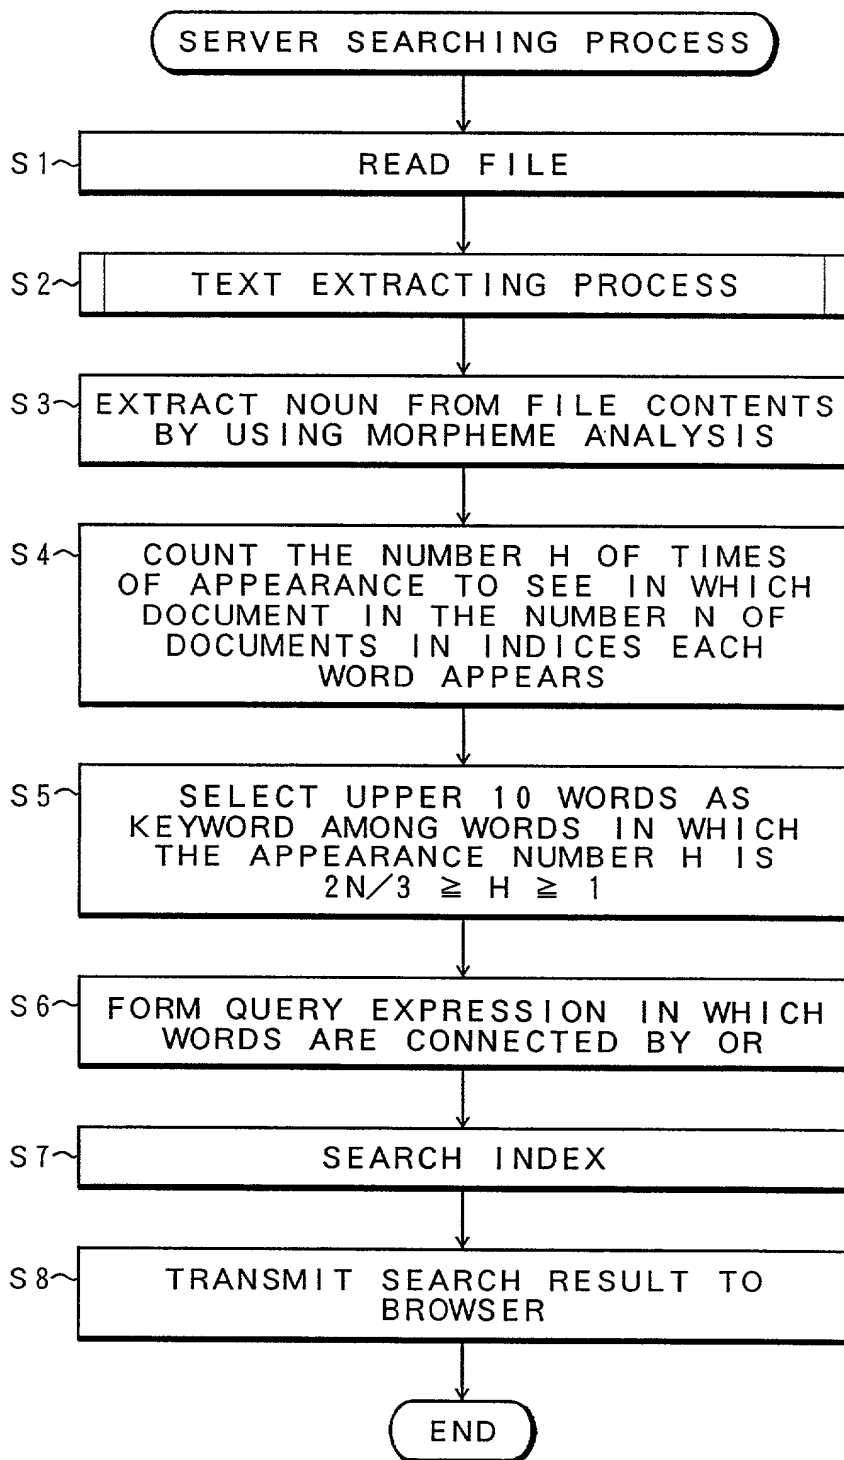 SERVER SEARCHING PROCESS
S1
READ FILE
S2
TEXT EXTRACTING PROCESS
S3
EXTRACT NOUN FROM FILE CONTENTS
BY USING MORPHEME ANALYSIS
S4
COUNT THE NUMBER H OF TIMES
OF APPEARANCE TO SEE IN WHICH
DOCUMENT IN THE NUMBER N OF
DOCUMENTS IN INDICES EACH
WORD APPEARS
S5
SELECT UPPER 10 WORDS AS
KEYWORD AMONG WORDS IN WHICH
THE APPEARANCE NUMBER H IS
2N/3 ≧ H ≧ 1
S6
FORM QUERY EXPRESSION IN WHICH
WORDS ARE CONNECTED BY OR
S7
SEARCH INDEX
S8
TRANSMIT SEARCH RESULT TO
BROWSER
END